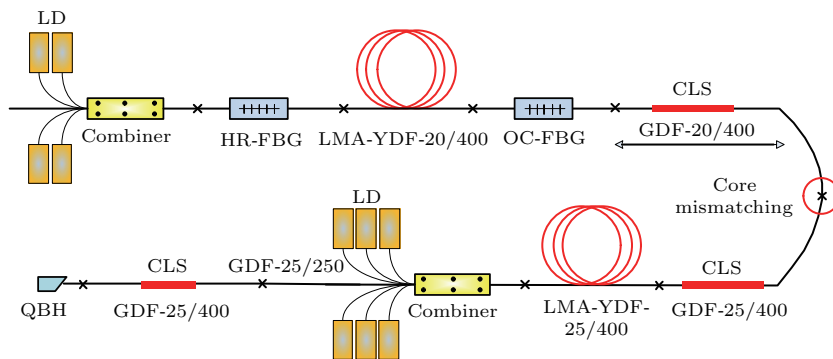 LD
Combiner
HR-FBG
LMA-YDF-20/400
OC-FBG
CLS
GDF-20/400
Core
mismatching
LD
QBH
CLS
GDF-25/400
GDF-25/250
Combiner
LMA-YDF-
25/400
CLS
GDF-25/400